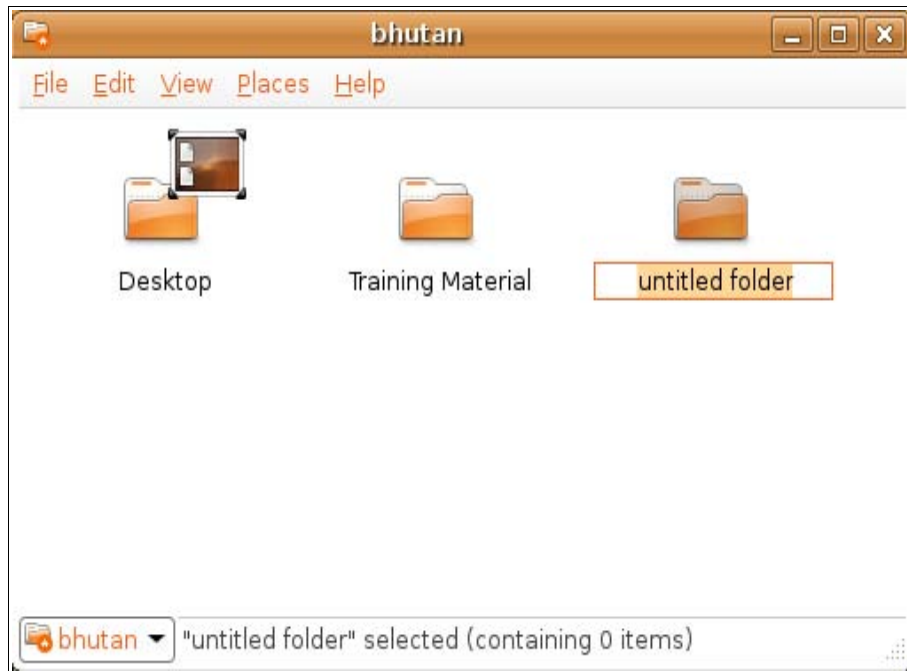 bhutan
File Edit View Places Help
Desktop Training Material untitled folder
bhutan "untitled folder" selected (containing 0 items)